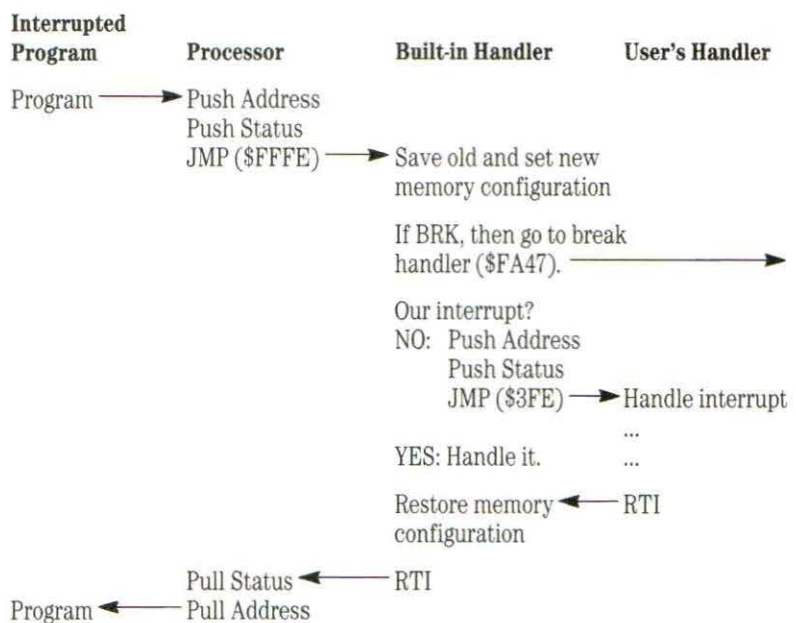 Interrupted
Program Processor Built-in Handler User's Handler
Program Push Address
Push Status
JMP ($FFFE) Save old and set new
memory configuration
If BRK, then go to break
handler ($FA47).
Our interrupt?
NO: Push Address
Push Status
JMP ($3FE) Handle interrupt
...
YES: Handle it. ...
Restore memory RTI
configuration
Pull Status RTI
Program Pull Address